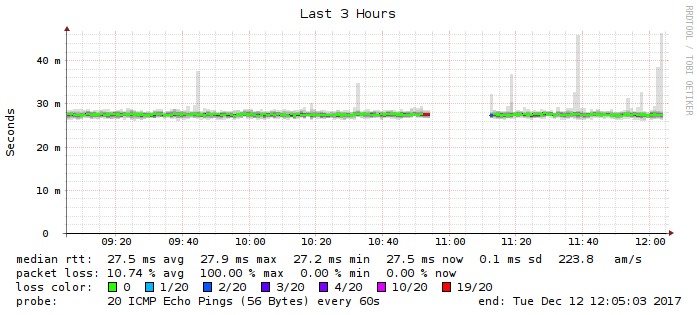 Last 3 Hours
RRDTOOL / TOBI OETIKER
Seconds
40 m
30 m
20 m
10 m
0
09:20 09:40 10:00 10:20 10:40 11:00 11:20 11:40 12:00
median rtt: 27.5 ms avg 27.9 ms max 27.2 ms min 27.5 ms now 0.1 ms sd 223.8 am/s
packet loss: 10.74 % avg 100.00 % max 0.00 % min 0.00 % now
loss color: 0 1/20 2/20 3/20 4/20 10/20 19/20
probe: 20 ICMP Echo Pings (56 Bytes) every 60s end: Tue Dec 12 12:05:03 2017